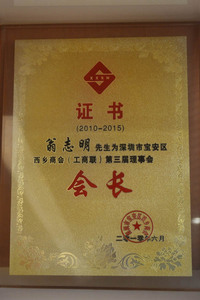 证书
(2010-2015)
翁志明 先生为深圳市宝安区
西乡商会(工商联)第三届理事会
会长
二〇一〇年六月